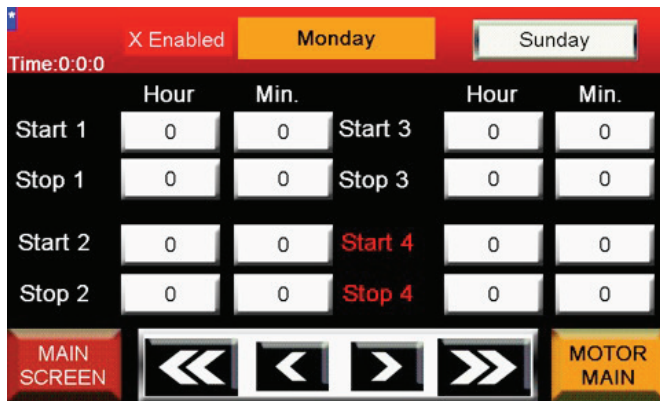 *
X Enabled Monday Sunday
Time:0:0:0
Hour Min. Hour Min.
Start 1 0 0 Start 3 0 0
Stop 1 0 0 Stop 3 0 0
Start 2 0 0 Start 4 0 0
Stop 2 0 0 Stop 4 0 0
MAIN
SCREEN
MOTOR
MAIN